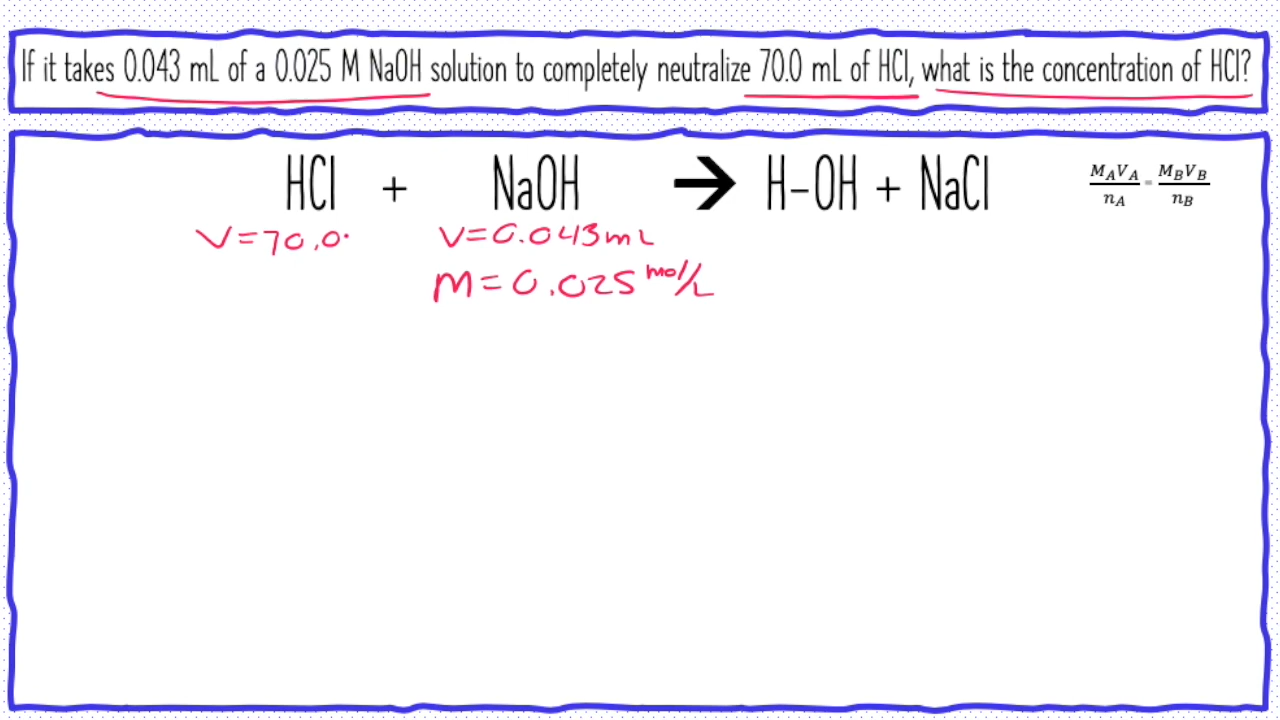 If it takes 0.043 mL of a 0.025 M NaOH solution to completely neutralize 70.0 mL of HCl, what is the concentration of HCl?
HCl + NaOH → H-OH + NaCl
M_A V_A / n_A = M_B V_B / n_B
V=70.0 V=0.043mL
M=0.025 mol/L